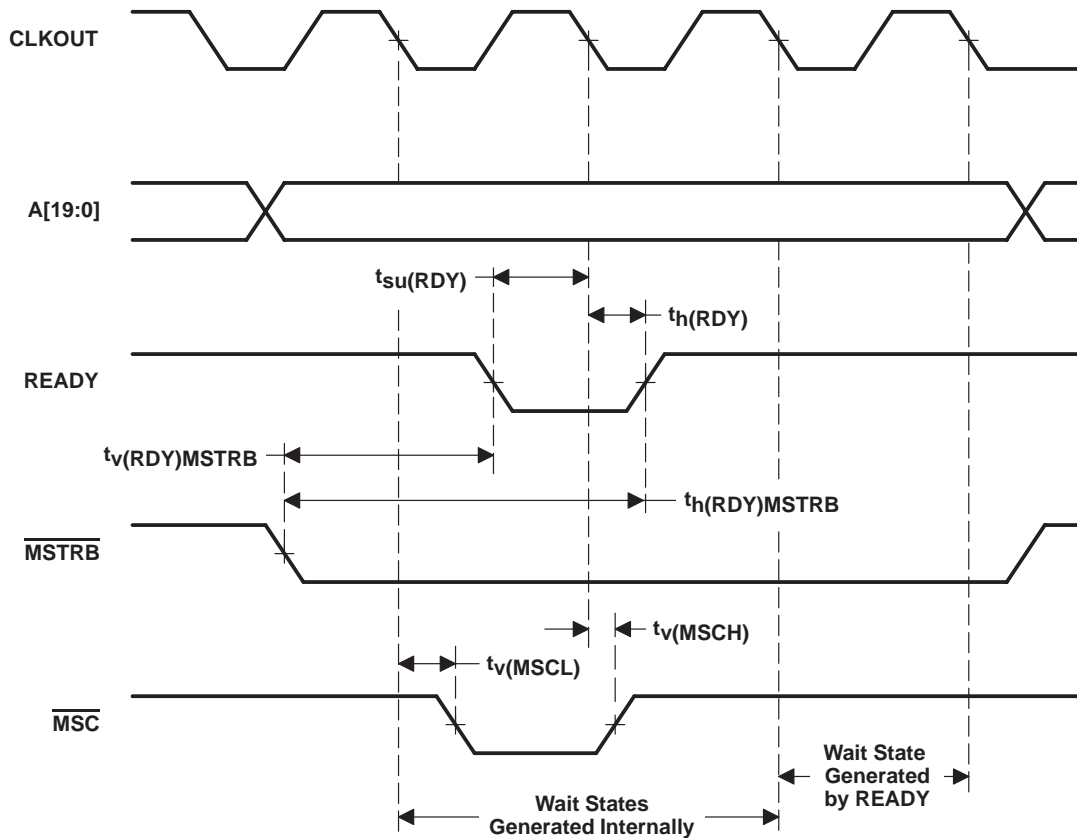 CLKOUT
A[19:0]
tsu(RDY)
th(RDY)
READY
tv(RDY)MSTRB
th(RDY)MSTRB
MSTRB
tv(MSCH)
tv(MSCL)
MSC
Wait State
Generated
by READY
Wait States
Generated Internally